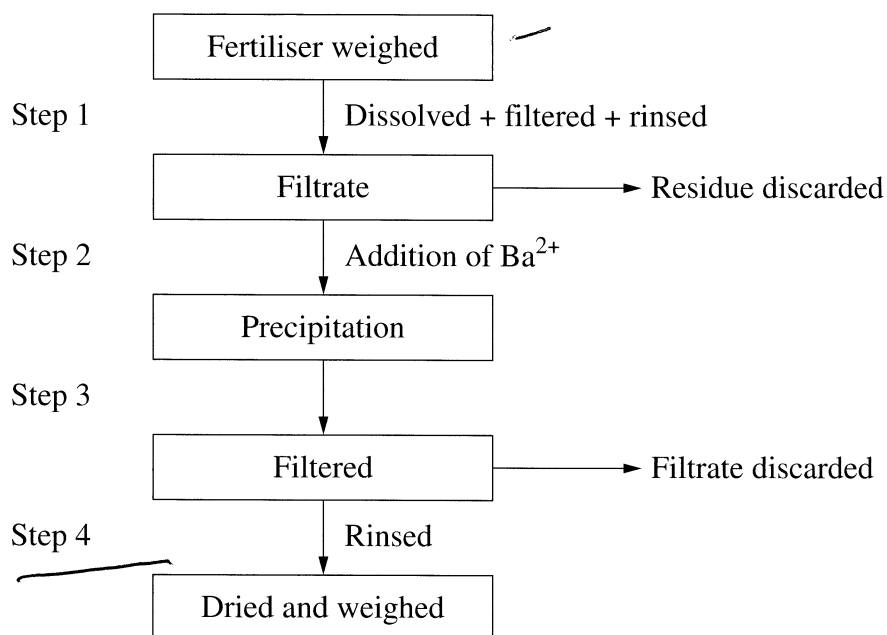 Fertiliser weighed
Step 1
Dissolved + filtered + rinsed
Filtrate
Residue discarded
Step 2
Addition of Ba²⁺
Precipitation
Step 3
Filtered
Filtrate discarded
Step 4
Rinsed
Dried and weighed